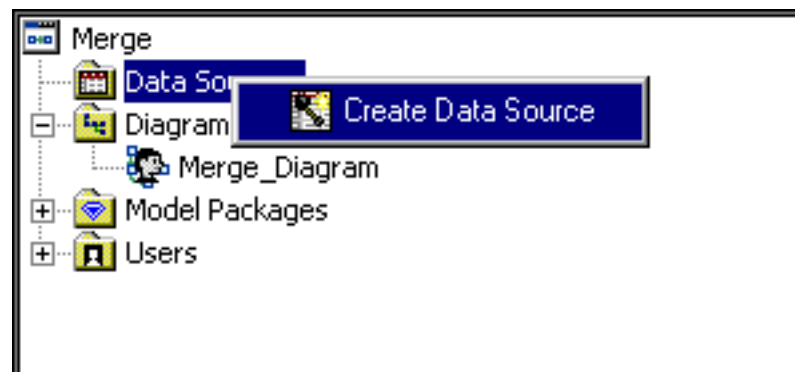 Merge
Data Sou
Create Data Source
Diagram
Merge_Diagram
Model Packages
Users